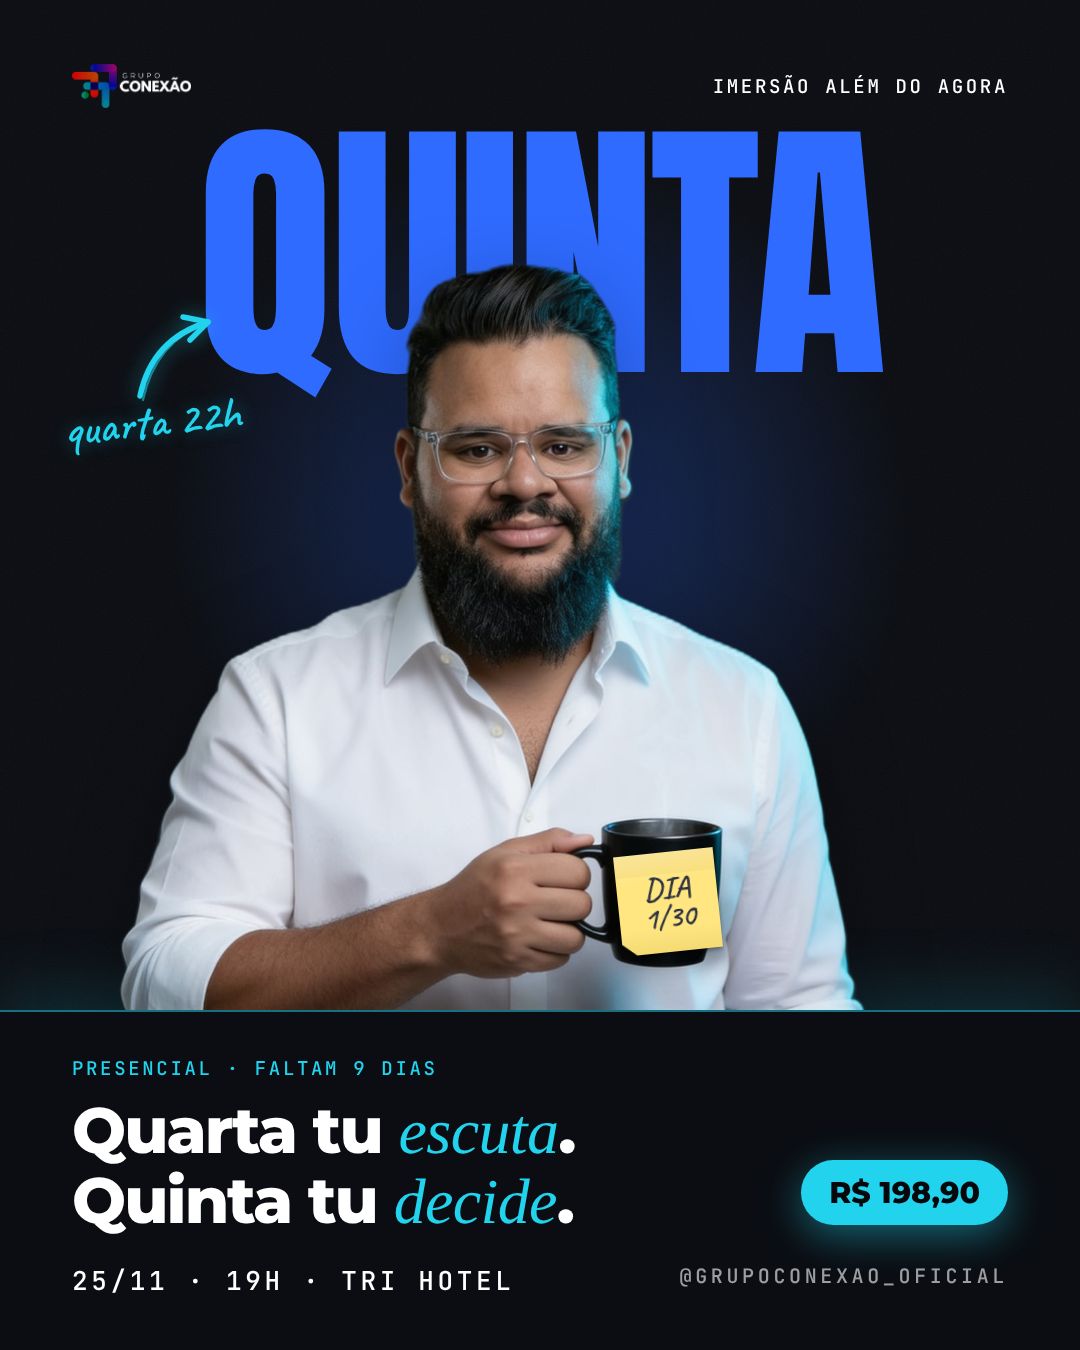 GRUPO
CONEXÃO
IMERSÃO ALÉM DO AGORA
QUINTA
quarta 22h
DIA
1/30
PRESENCIAL · FALTAM 9 DIAS
Quarta tu escuta.
Quinta tu decide.
R$ 198,90
25/11 · 19H · TRI HOTEL
@GRUPOCONEXAO_OFICIAL